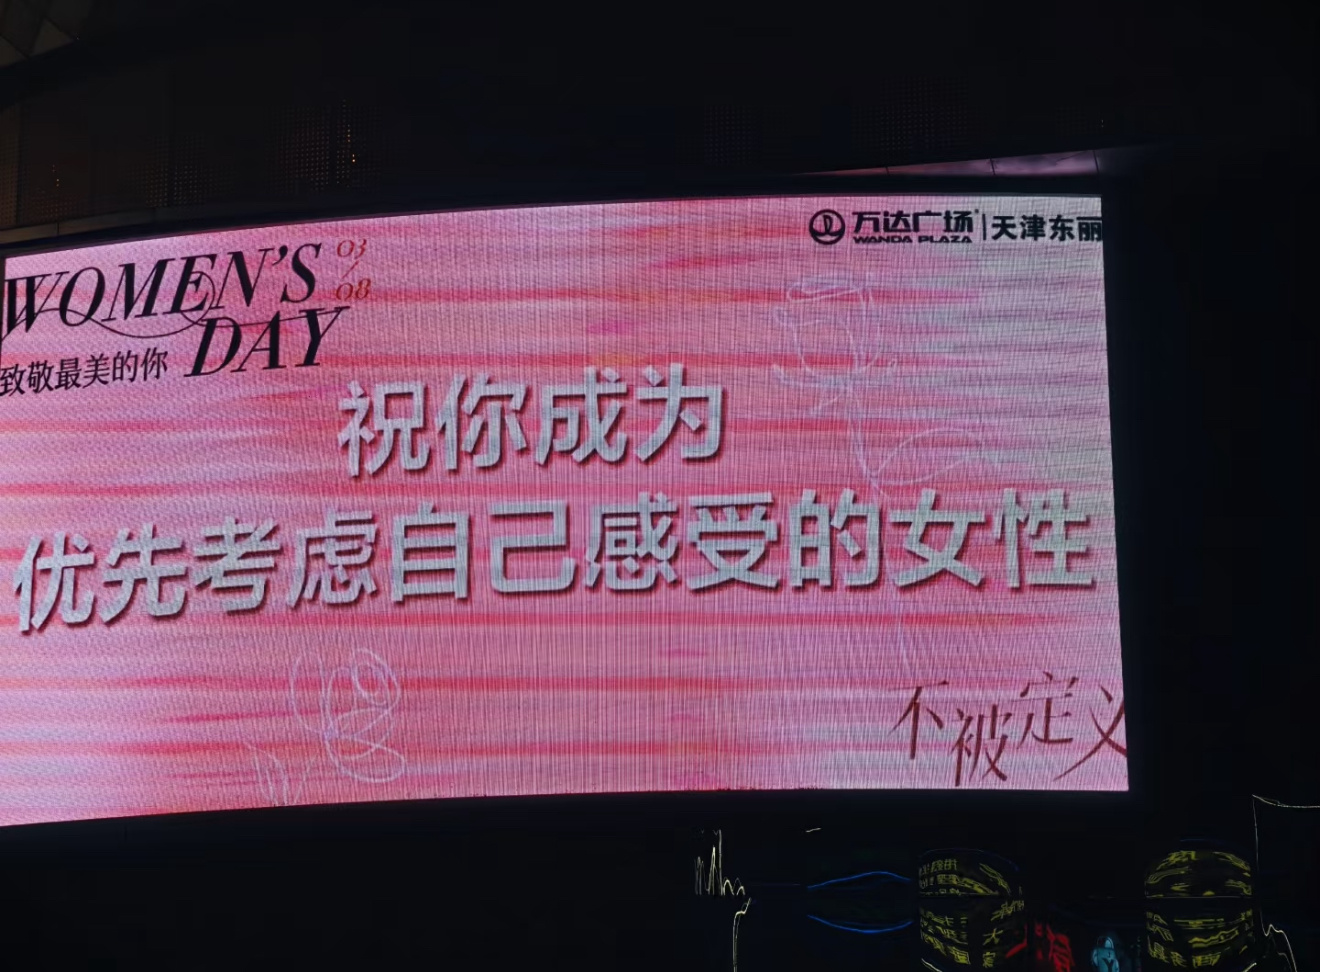 WOMEN'S
03
/
08
DAY
致敬最美的你
万达广场
WANDA PLAZA
天津东丽
祝你成为
优先考虑自己感受的女性
不被定义